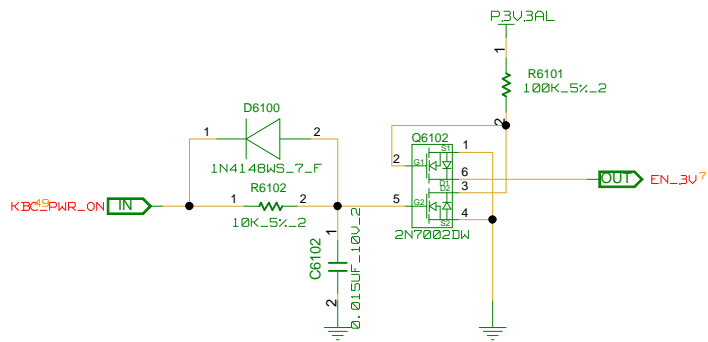 P3V3AL
1
R6101
100K_5%_2
2
D6100
1
2
1N4148WS_7_F
Q6102
S1
1
2
G1
6
D1
D2
3
5
G2
4
S2
2N7002DW
R6102
1
2
10K_5%_2
KBC_PWR_ON
49
IN
OUT
EN_3V
7
1
C6102
2
0.015UF_10V_2